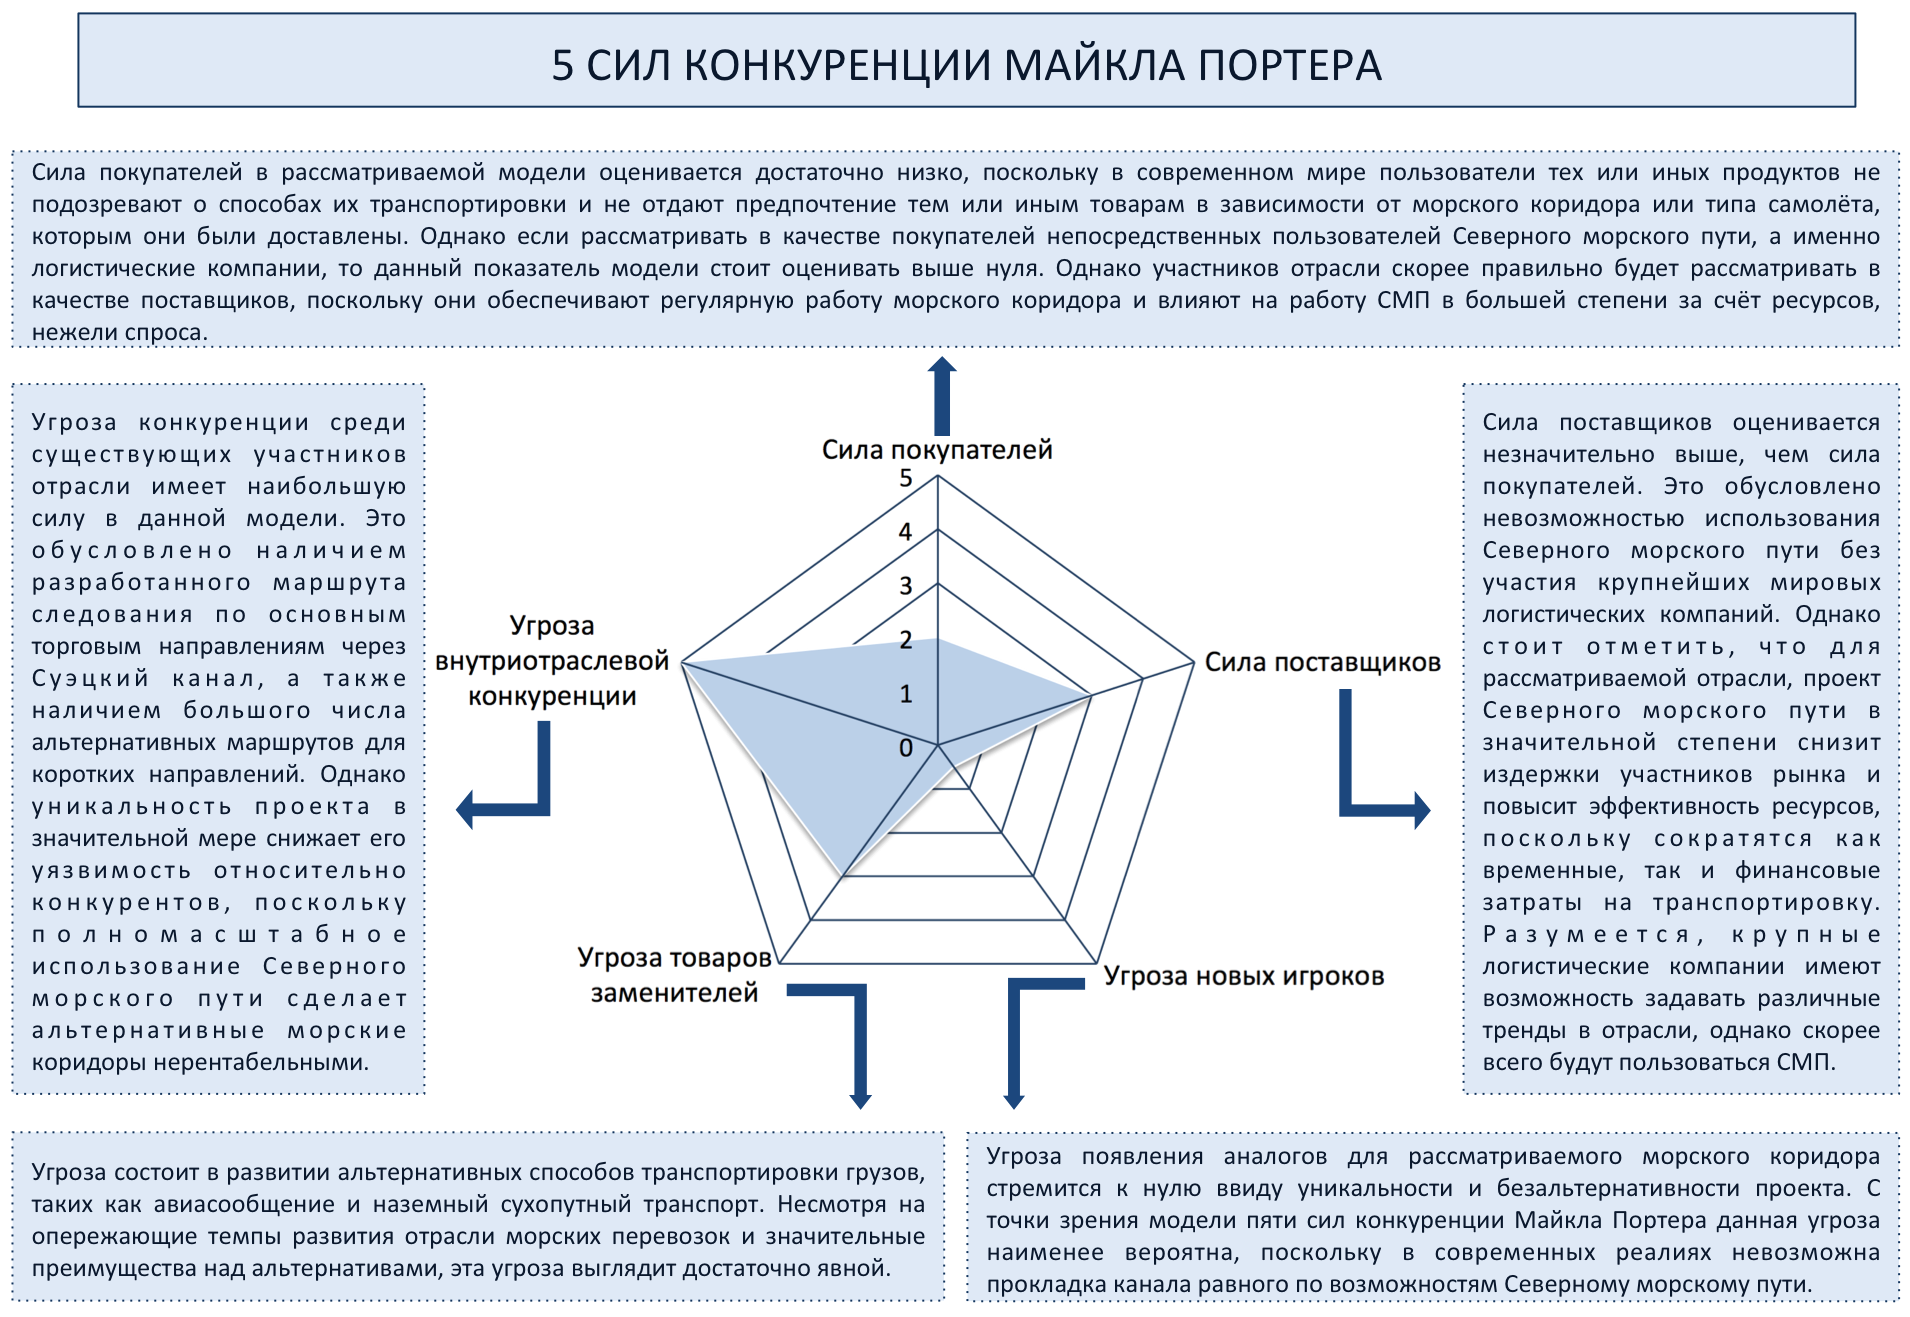 5 СИЛ КОНКУРЕНЦИИ МАЙКЛА ПОРТЕРА
Сила покупателей в рассматриваемой модели оценивается достаточно низко, поскольку в современном мире пользователи тех или иных продуктов не
подозревают о способах их транспортировки и не отдают предпочтение тем или иным товарам в зависимости от морского коридора или типа самолёта,
которым они были доставлены. Однако если рассматривать в качестве покупателей непосредственных пользователей Северного морского пути, а именно
логистические компании, то данный показатель модели стоит оценивать выше нуля. Однако участников отрасли скорее правильно будет рассматривать в
качестве поставщиков, поскольку они обеспечивают регулярную работу морского коридора и влияют на работу СМП в большей степени за счёт ресурсов,
нежели спроса.
Угроза конкуренции среди
существующих участников
отрасли имеет наибольшую
силу в данной модели. Это
обусловлено наличием
разработанного маршрута
следования по основным
торговым направлениям через
Суэцкий канал, а также
наличием большого числа
альтернативных маршрутов для
коротких направлений. Однако
уникальность проекта в
значительной мере снижает его
уязвимость относительно
конкурентов, поскольку
полномасштабное
использование Северного
морского пути сделает
альтернативные морские
коридоры нерентабельными.
Сила покупателей
5
4
3
2
1
0
Угроза
внутриотраслевой
конкуренции
Сила поставщиков
Угроза товаров
заменителей
Угроза новых игроков
Сила поставщиков оценивается
незначительно выше, чем сила
покупателей. Это обусловлено
невозможностью использования
Северного морского пути без
участия крупнейших мировых
логистических компаний. Однако
стоит отметить, что для
рассматриваемой отрасли, проект
Северного морского пути в
значительной степени снизит
издержки участников рынка и
повысит эффективность ресурсов,
поскольку сократятся как
временные, так и финансовые
затраты на транспортировку.
Разумеется, крупные
логистические компании имеют
возможность задавать различные
тренды в отрасли, однако скорее
всего будут пользоваться СМП.
Угроза состоит в развитии альтернативных способов транспортировки грузов,
таких как авиасообщение и наземный сухопутный транспорт. Несмотря на
опережающие темпы развития отрасли морских перевозок и значительные
преимущества над альтернативами, эта угроза выглядит достаточно явной.
Угроза появления аналогов для рассматриваемого морского коридора
стремится к нулю ввиду уникальности и безальтернативности проекта. С
точки зрения модели пяти сил конкуренции Майкла Портера данная угроза
наименее вероятна, поскольку в современных реалиях невозможна
прокладка канала равного по возможностям Северному морскому пути.